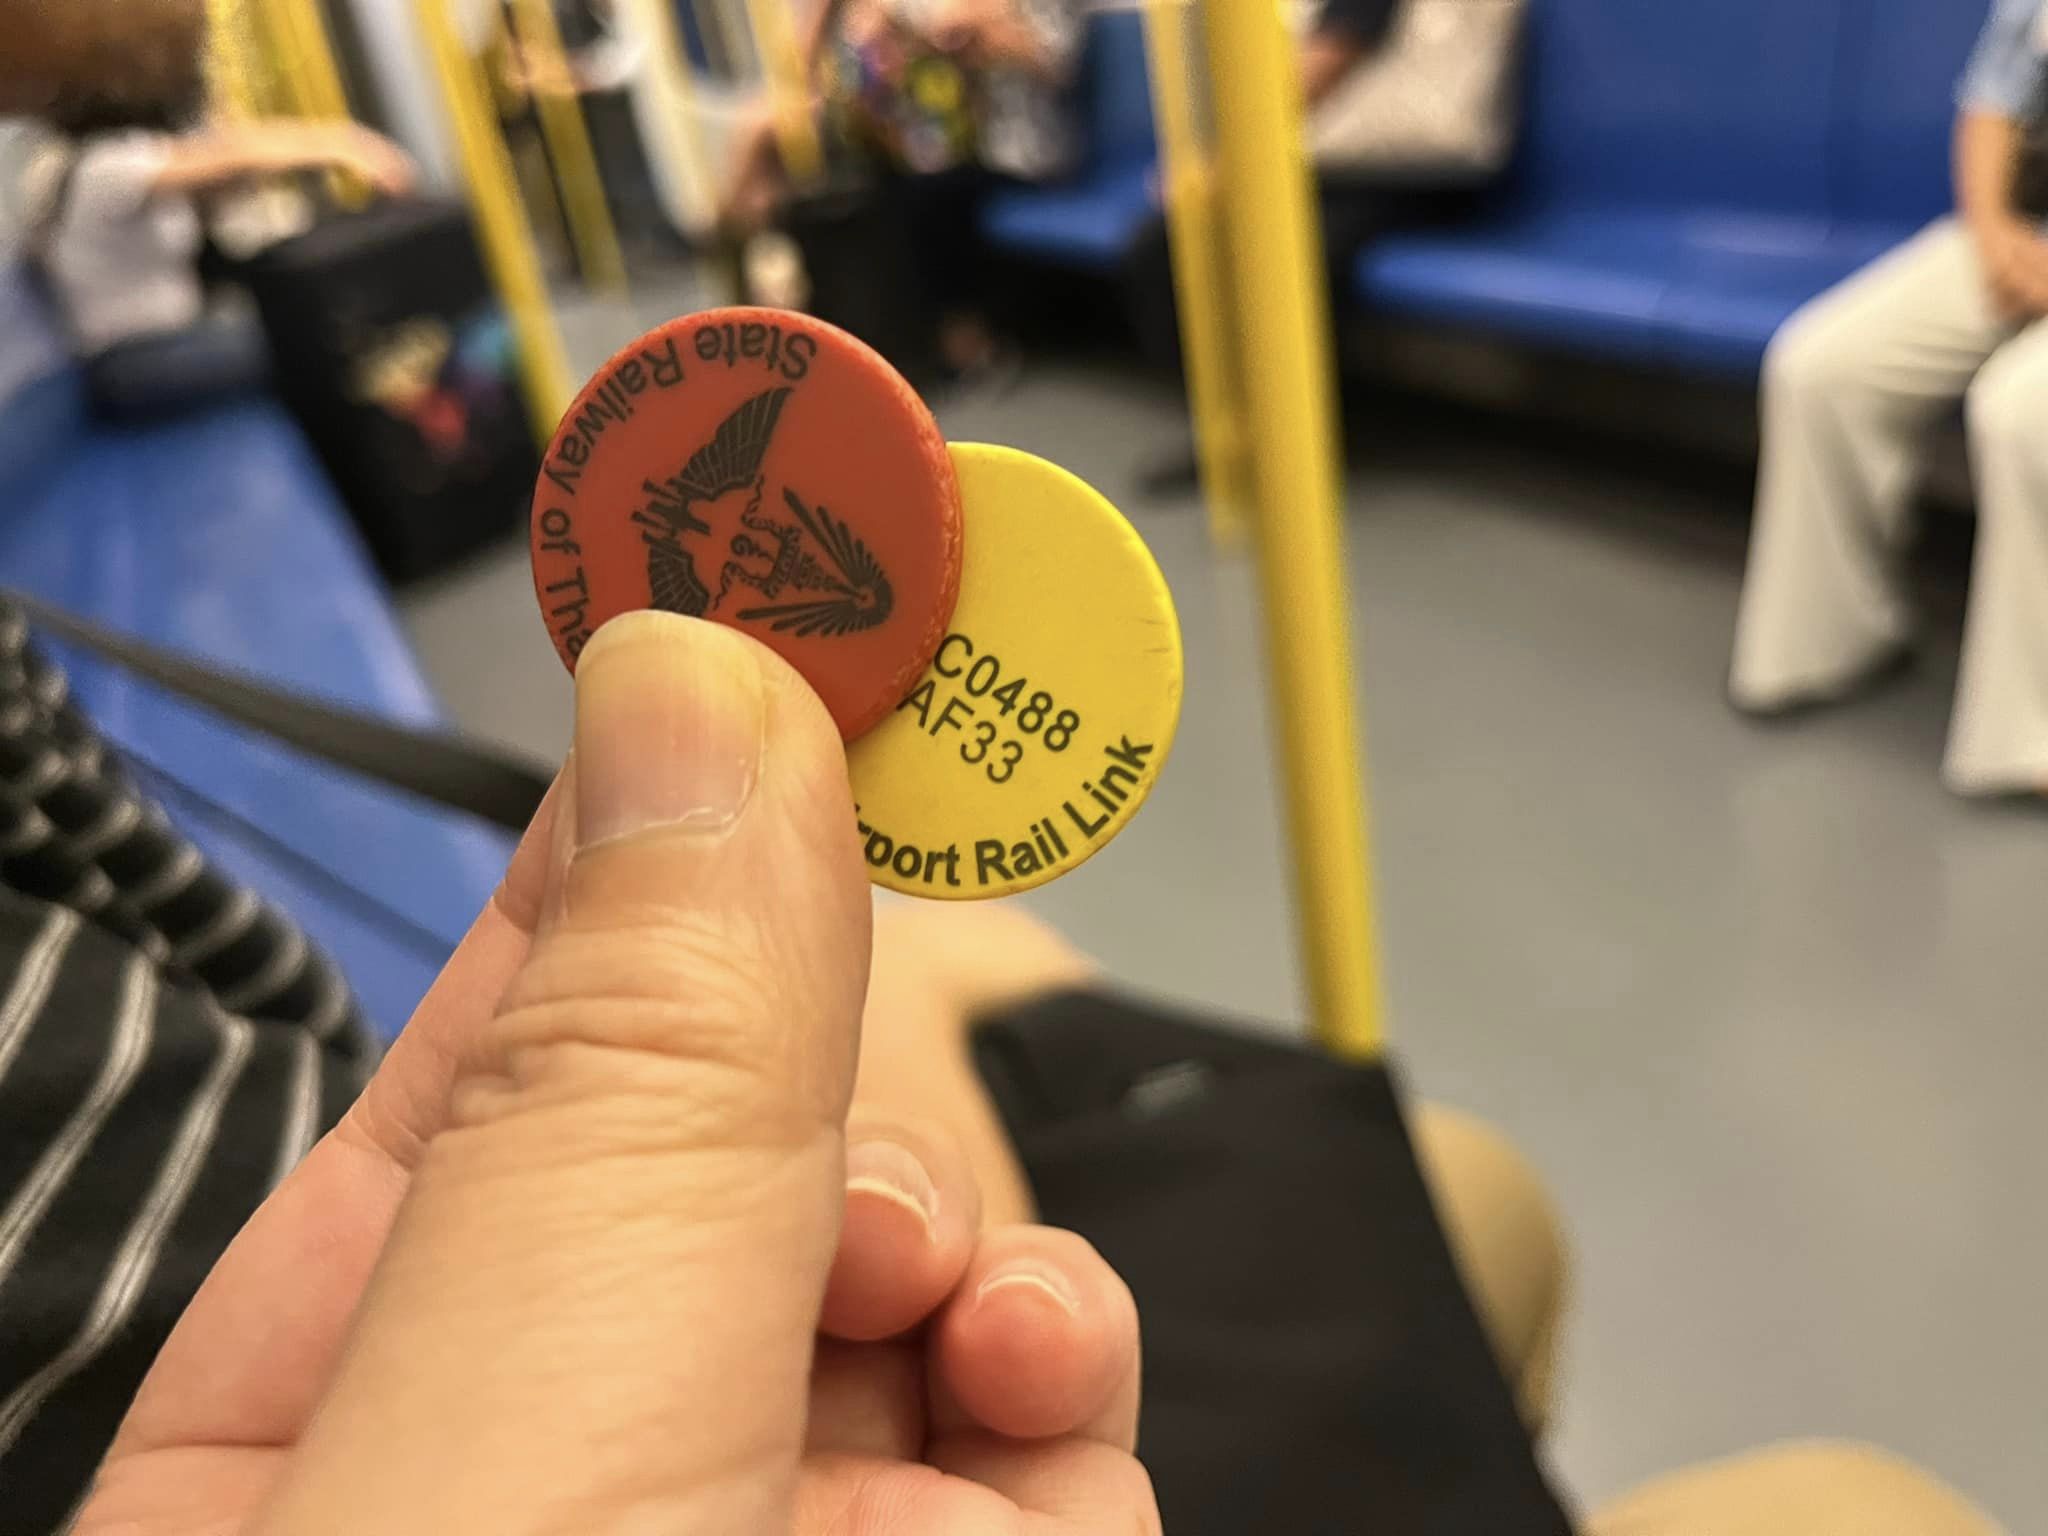 State Railway of Tha
C0488
AF33
rport Rail Link